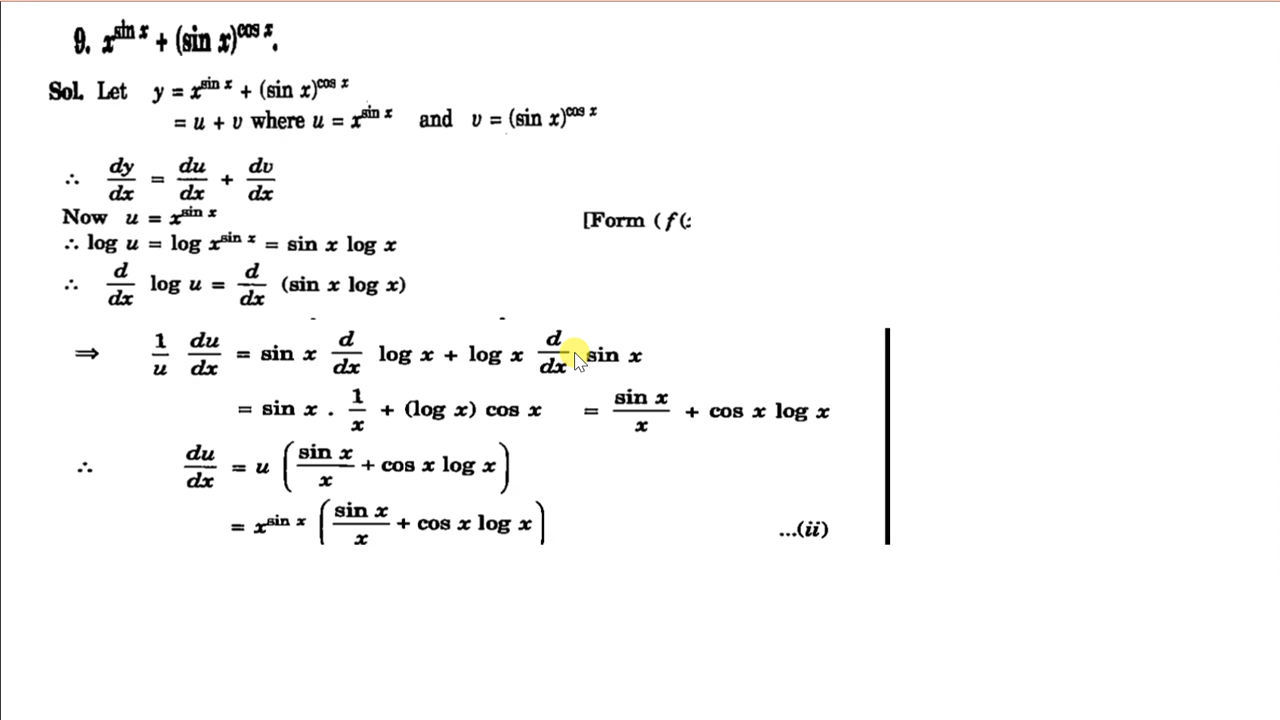 9. x^sin x + (sin x)^cos x.
Sol. Let y = x^sin x + (sin x)^cos x
= u + v where u = x^sin x and v = (sin x)^cos x
∴ dy/dx = du/dx + dv/dx
Now u = x^sin x [Form (f(
∴ log u = log x^sin x = sin x log x
∴ d/dx log u = d/dx (sin x log x)
⇒ 1/u du/dx = sin x d/dx log x + log x d/dx sin x
= sin x . 1/x + (log x) cos x = sin x/x + cos x log x
∴ du/dx = u (sin x/x + cos x log x)
= x^sin x (sin x/x + cos x log x) ...(ii)